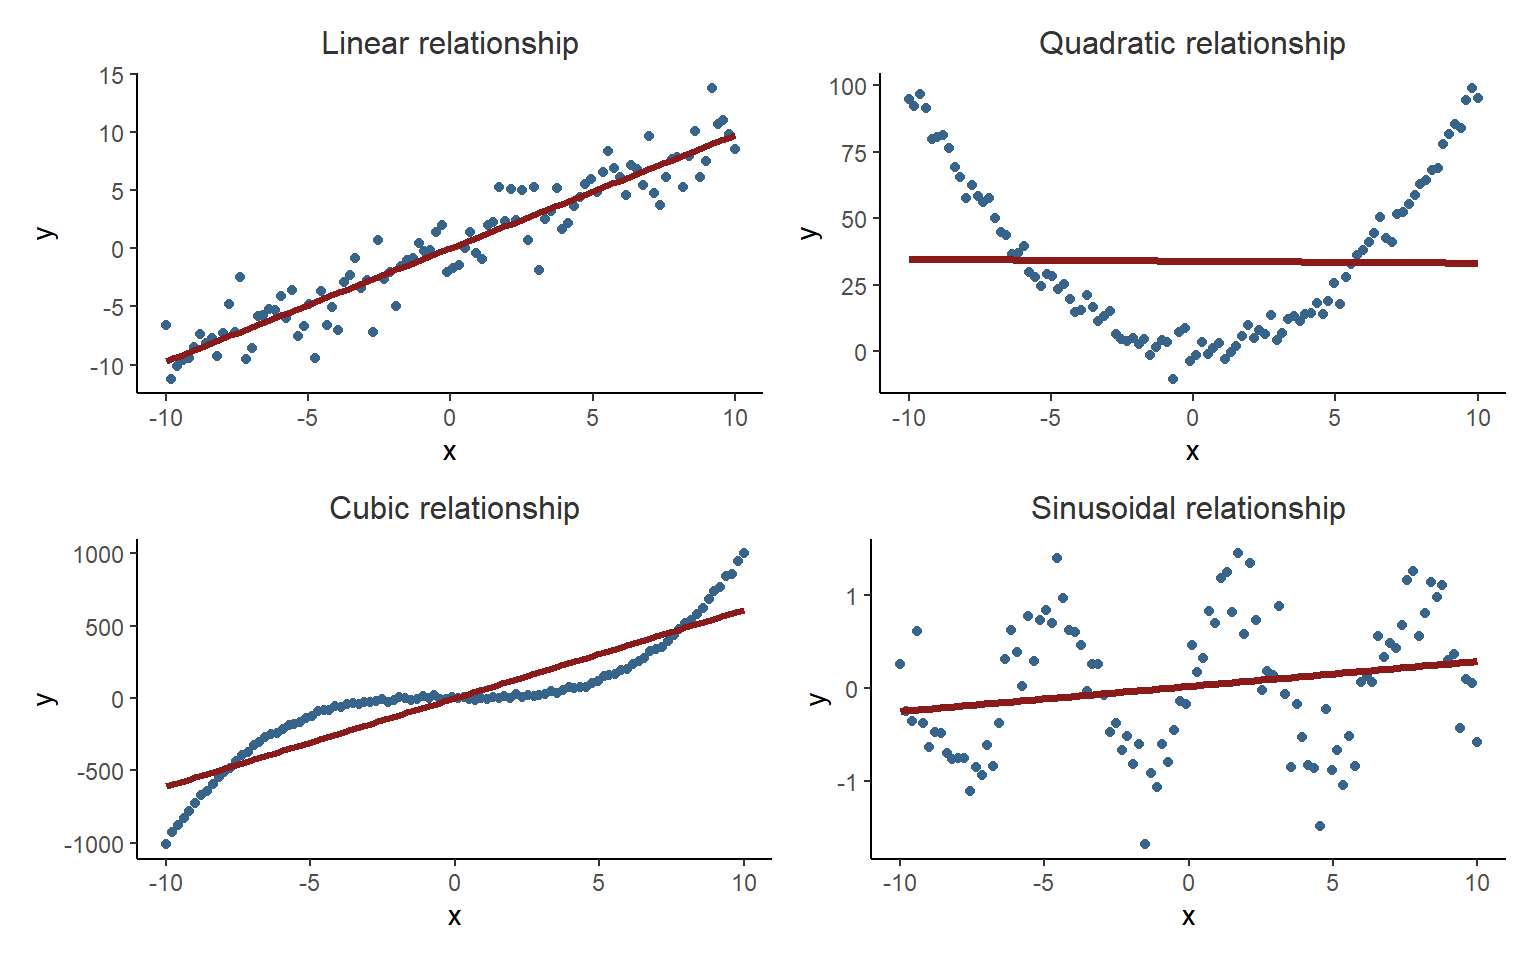 Linear relationship
15
10
5
0
-5
-10
y
-10 -5 0 5 10
x
Quadratic relationship
100
75
50
25
0
y
-10 -5 0 5 10
x
Cubic relationship
1000
500
0
-500
-1000
y
-10 -5 0 5 10
x
Sinusoidal relationship
1
0
-1
y
-10 -5 0 5 10
x